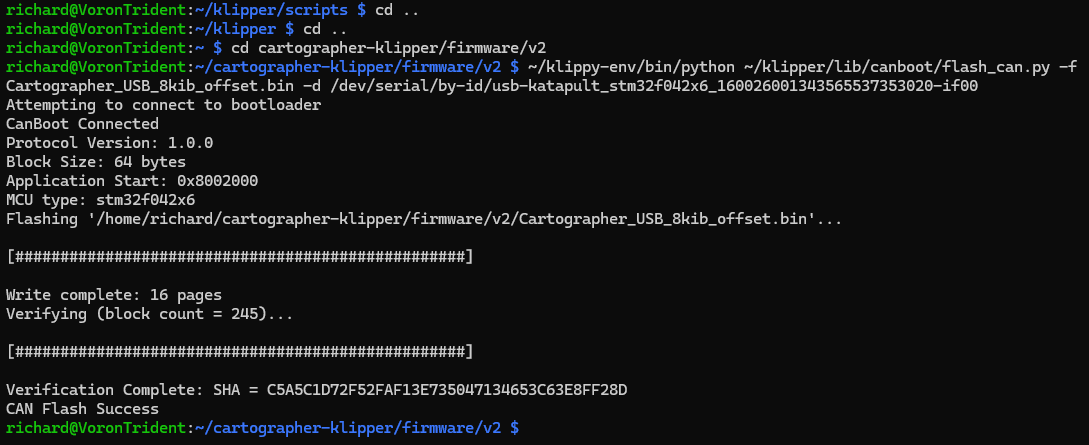 richard@VoronTrident:~/klipper/scripts $ cd ..
richard@VoronTrident:~/klipper $ cd ..
richard@VoronTrident:~ $ cd cartographer-klipper/firmware/v2
richard@VoronTrident:~/cartographer-klipper/firmware/v2 $ ~/klippy-env/bin/python ~/klipper/lib/canboot/flash_can.py -f
Cartographer_USB_8kib_offset.bin -d /dev/serial/by-id/usb-katapult_stm32f042x6_160026001343565537353020-if00
Attempting to connect to bootloader
CanBoot Connected
Protocol Version: 1.0.0
Block Size: 64 bytes
Application Start: 0x8002000
MCU type: stm32f042x6
Flashing '/home/richard/cartographer-klipper/firmware/v2/Cartographer_USB_8kib_offset.bin'...
[##################################################]
Write complete: 16 pages
Verifying (block count = 245)...
[##################################################]
Verification Complete: SHA = C5A5C1D72F52FAF13E735047134653C63E8FF28D
CAN Flash Success
richard@VoronTrident:~/cartographer-klipper/firmware/v2 $